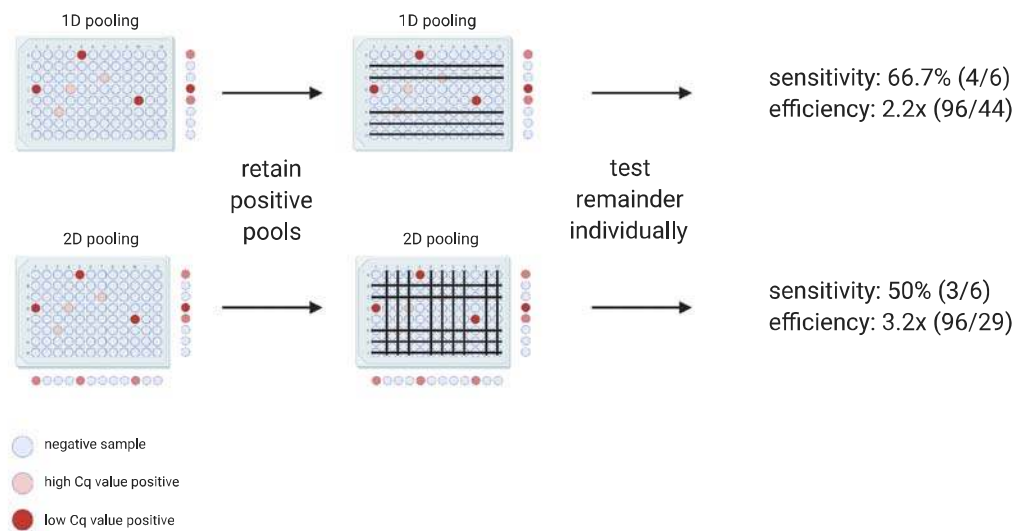 1D pooling
1D pooling
sensitivity: 66.7% (4/6)
efficiency: 2.2x (96/44)
retain
positive
pools
test
remainder
individually
2D pooling
2D pooling
sensitivity: 50% (3/6)
efficiency: 3.2x (96/29)
negative sample
high Cq value positive
low Cq value positive